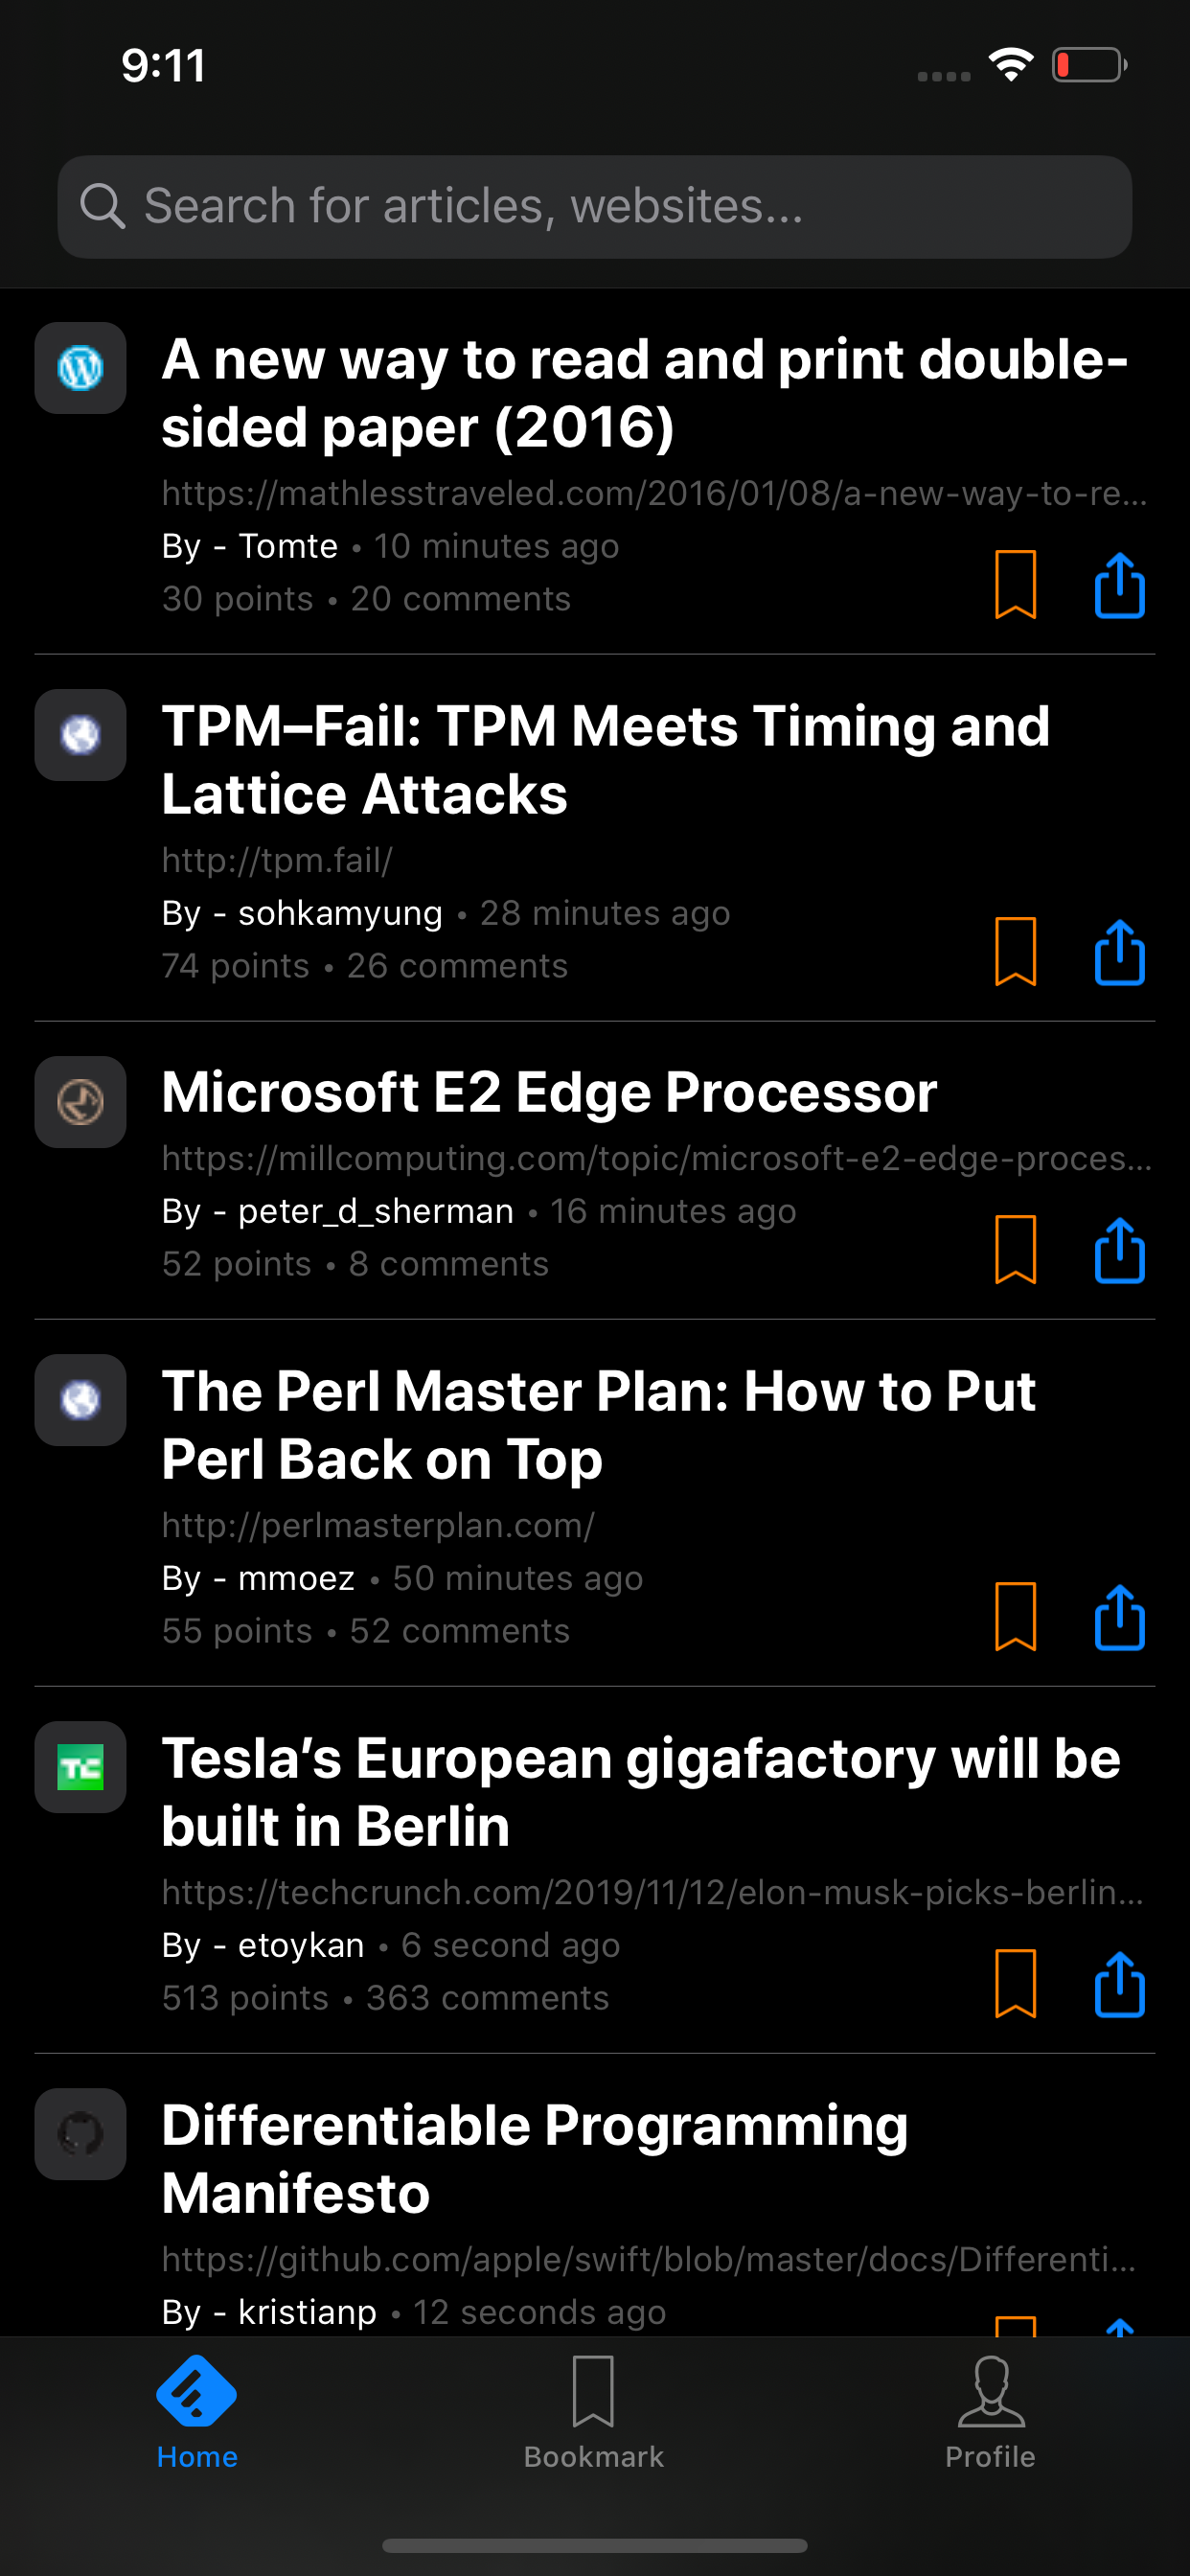 9:11
Search for articles, websites...
A new way to read and print double-
sided paper (2016)
https://mathlesstraveled.com/2016/01/08/a-new-way-to-re...
By - Tomte • 10 minutes ago
30 points • 20 comments
TPM–Fail: TPM Meets Timing and
Lattice Attacks
http://tpm.fail/
By - sohkamyung • 28 minutes ago
74 points • 26 comments
Microsoft E2 Edge Processor
https://millcomputing.com/topic/microsoft-e2-edge-proces...
By - peter_d_sherman • 16 minutes ago
52 points • 8 comments
The Perl Master Plan: How to Put
Perl Back on Top
http://perlmasterplan.com/
By - mmoez • 50 minutes ago
55 points • 52 comments
TC
Tesla’s European gigafactory will be
built in Berlin
https://techcrunch.com/2019/11/12/elon-musk-picks-berlin...
By - etoykan • 6 second ago
513 points • 363 comments
Differentiable Programming
Manifesto
https://github.com/apple/swift/blob/master/docs/Differenti...
By - kristianp • 12 seconds ago
Home
Bookmark
Profile